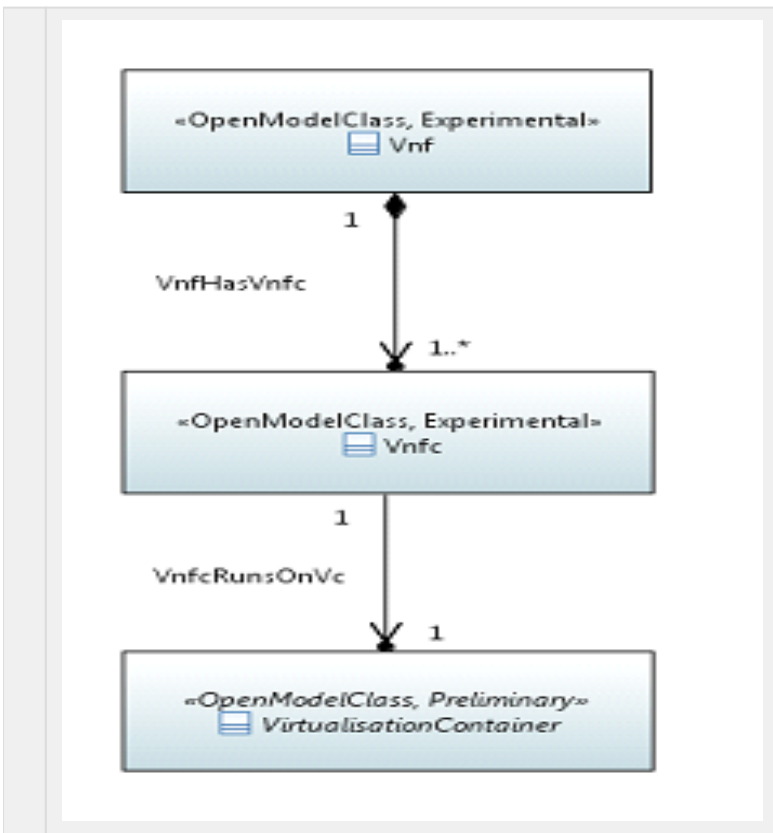 «OpenModelClass, Experimental»
Vnf
1
VnfHasVnfc
1..*
«OpenModelClass, Experimental»
Vnfc
1
VnfcRunsOnVc
1
«OpenModelClass, Preliminary»
VirtualisationContainer